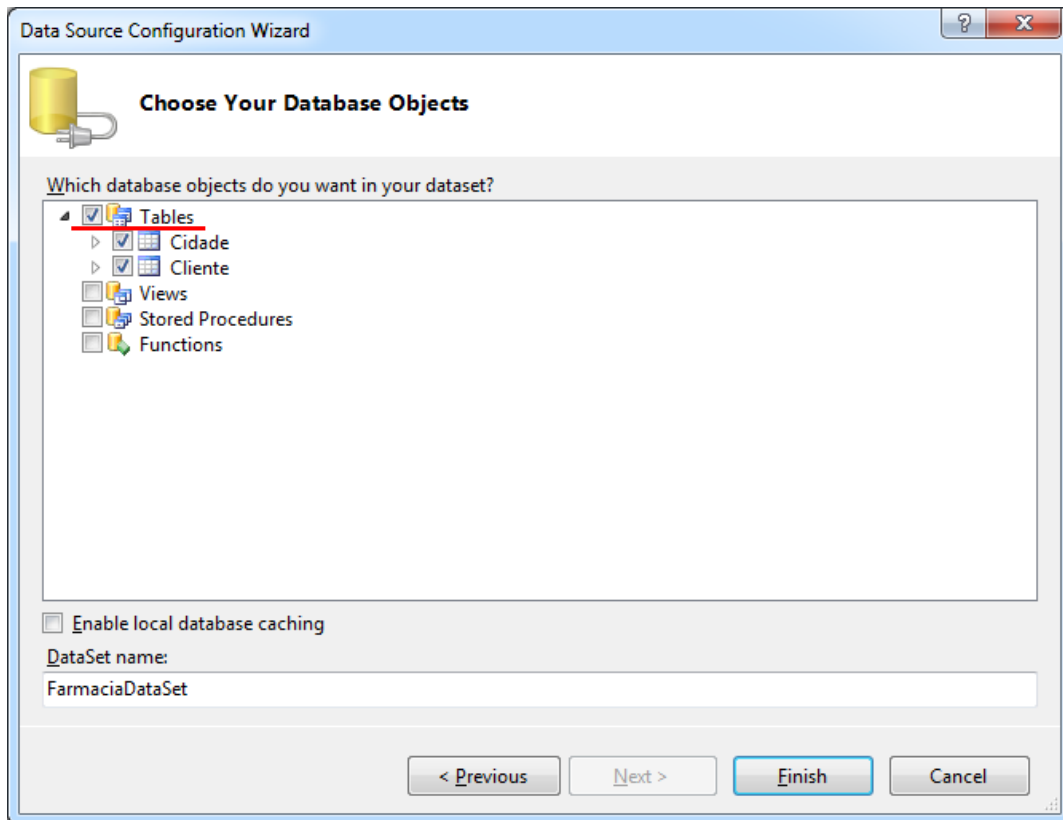 Data Source Configuration Wizard
Choose Your Database Objects
Which database objects do you want in your dataset?
Tables
Cidade
Cliente
Views
Stored Procedures
Functions
Enable local database caching
DataSet name:
FarmaciaDataSet
< Previous Next > Finish Cancel